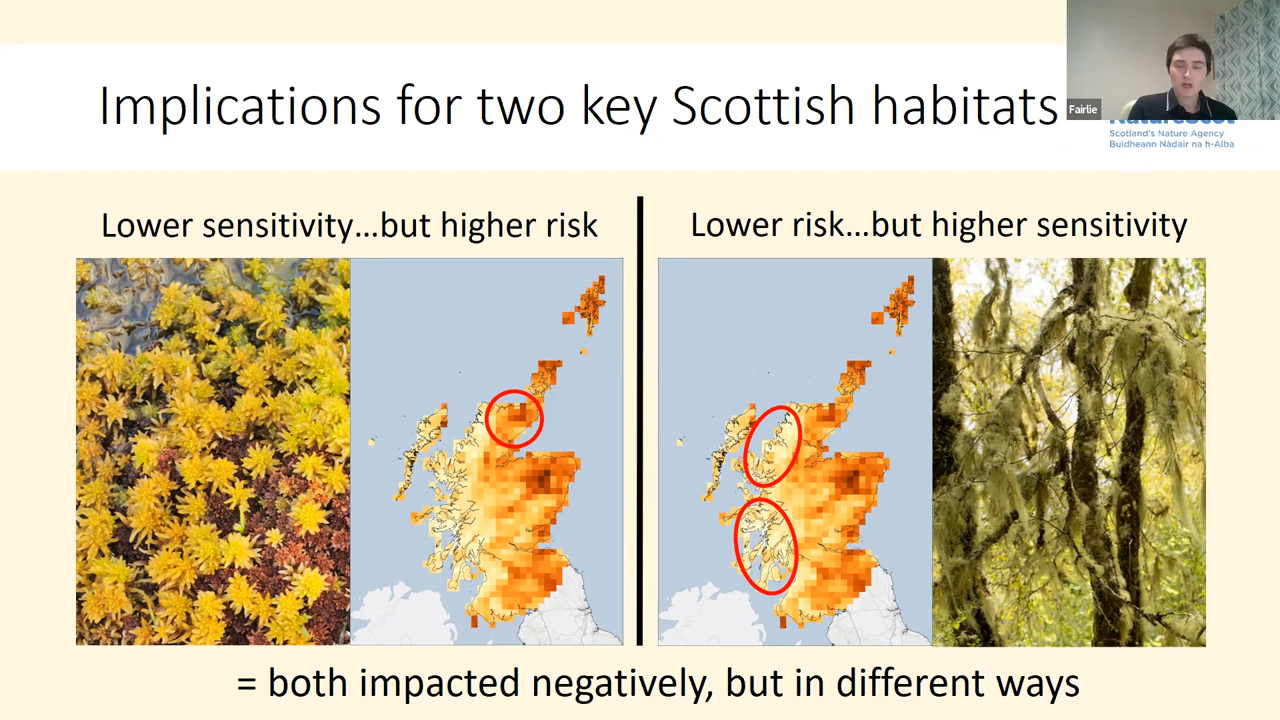 Implications for two key Scottish habitats
Fairlie
NatureScot
Scotland's Nature Agency
Buidheann Nàdair na h-Alba
Lower sensitivity...but higher risk
Lower risk...but higher sensitivity
= both impacted negatively, but in different ways